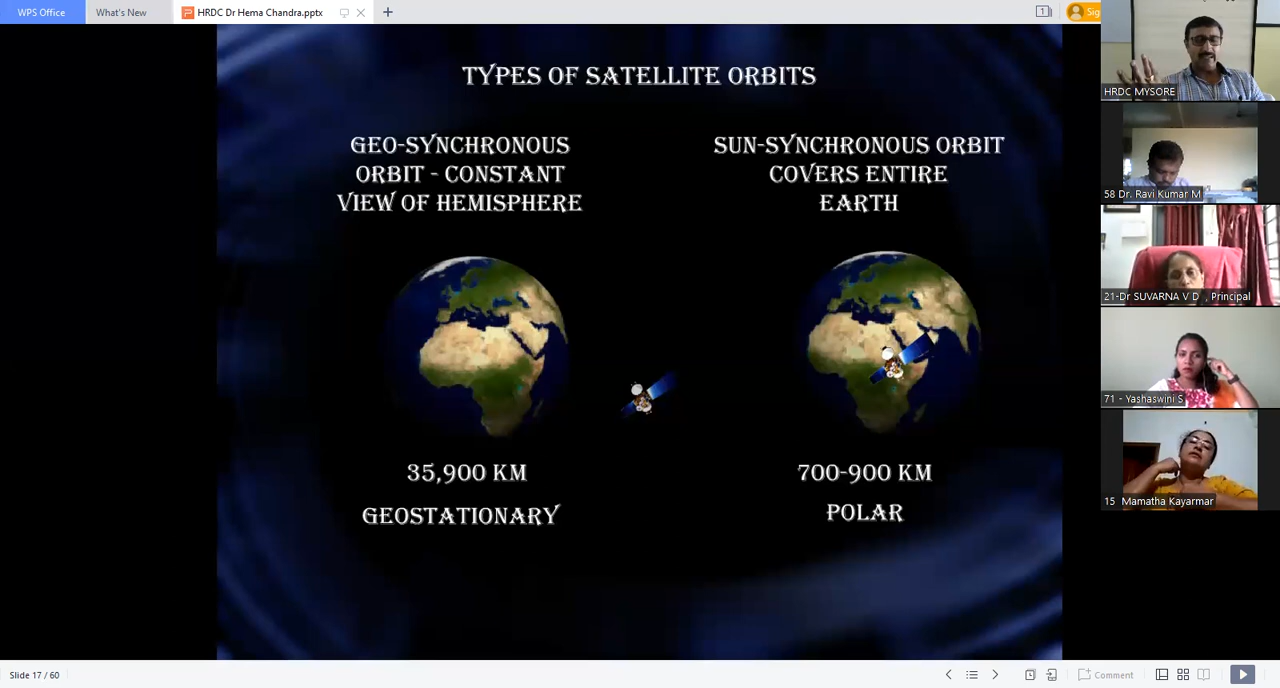 WPS Office
What's New
HRDC Dr Hema Chandra.pptx
1
Sig
TYPES OF SATELLITE ORBITS
GEO-SYNCHRONOUS
ORBIT - CONSTANT
VIEW OF HEMISPHERE
SUN-SYNCHRONOUS ORBIT
COVERS ENTIRE
EARTH
35,900 KM
GEOSTATIONARY
700-900 KM
POLAR
HRDC MYSORE
58 Dr. Ravi Kumar M
21-Dr SUVARNA V D , Principal
71 - Yashaswini S
15 Mamatha Kayarmar
Slide 17 / 60
Comment